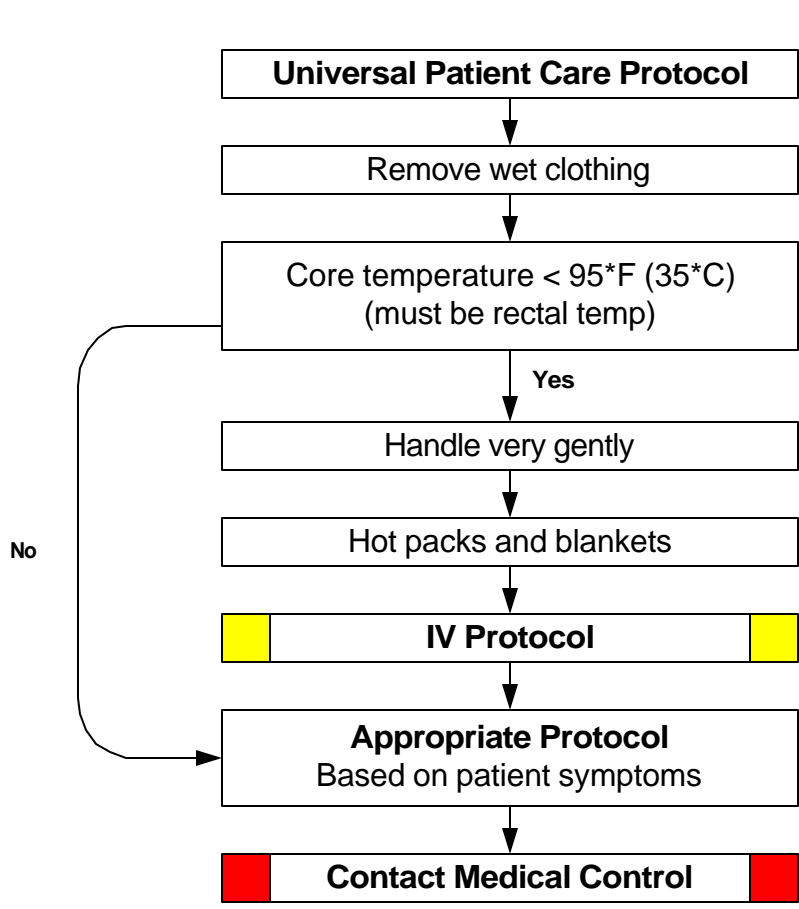 Universal Patient Care Protocol
Remove wet clothing
Core temperature < 95*F (35*C)
(must be rectal temp)
Yes
Handle very gently
No
Hot packs and blankets
IV Protocol
Appropriate Protocol
Based on patient symptoms
Contact Medical Control